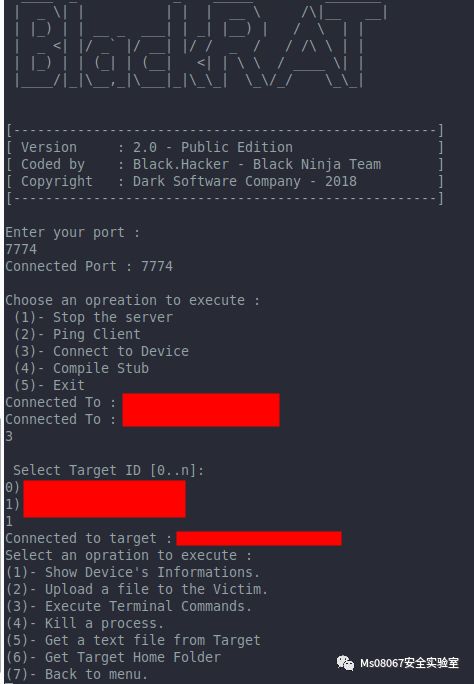 BlackRAT
[----------------------------------------------------]
[ Version : 2.0 - Public Edition ]
[ Coded by : Black.Hacker - Black Ninja Team ]
[ Copyright : Dark Software Company - 2018 ]
[----------------------------------------------------]
Enter your port :
7774
Connected Port : 7774
Choose an opreation to execute :
(1)- Stop the server
(2)- Ping Client
(3)- Connect to Device
(4)- Compile Stub
(5)- Exit
Connected To :
Connected To :
3
Select Target ID [0..n]:
0)
1)
1
Connected to target :
Select an opration to execute :
(1)- Show Device's Informations.
(2)- Upload a file to the Victim.
(3)- Execute Terminal Commands.
(4)- Kill a process.
(5)- Get a text file from Target
(6)- Get Target Home Folder
(7)- Back to menu.
Ms08067安全实验室